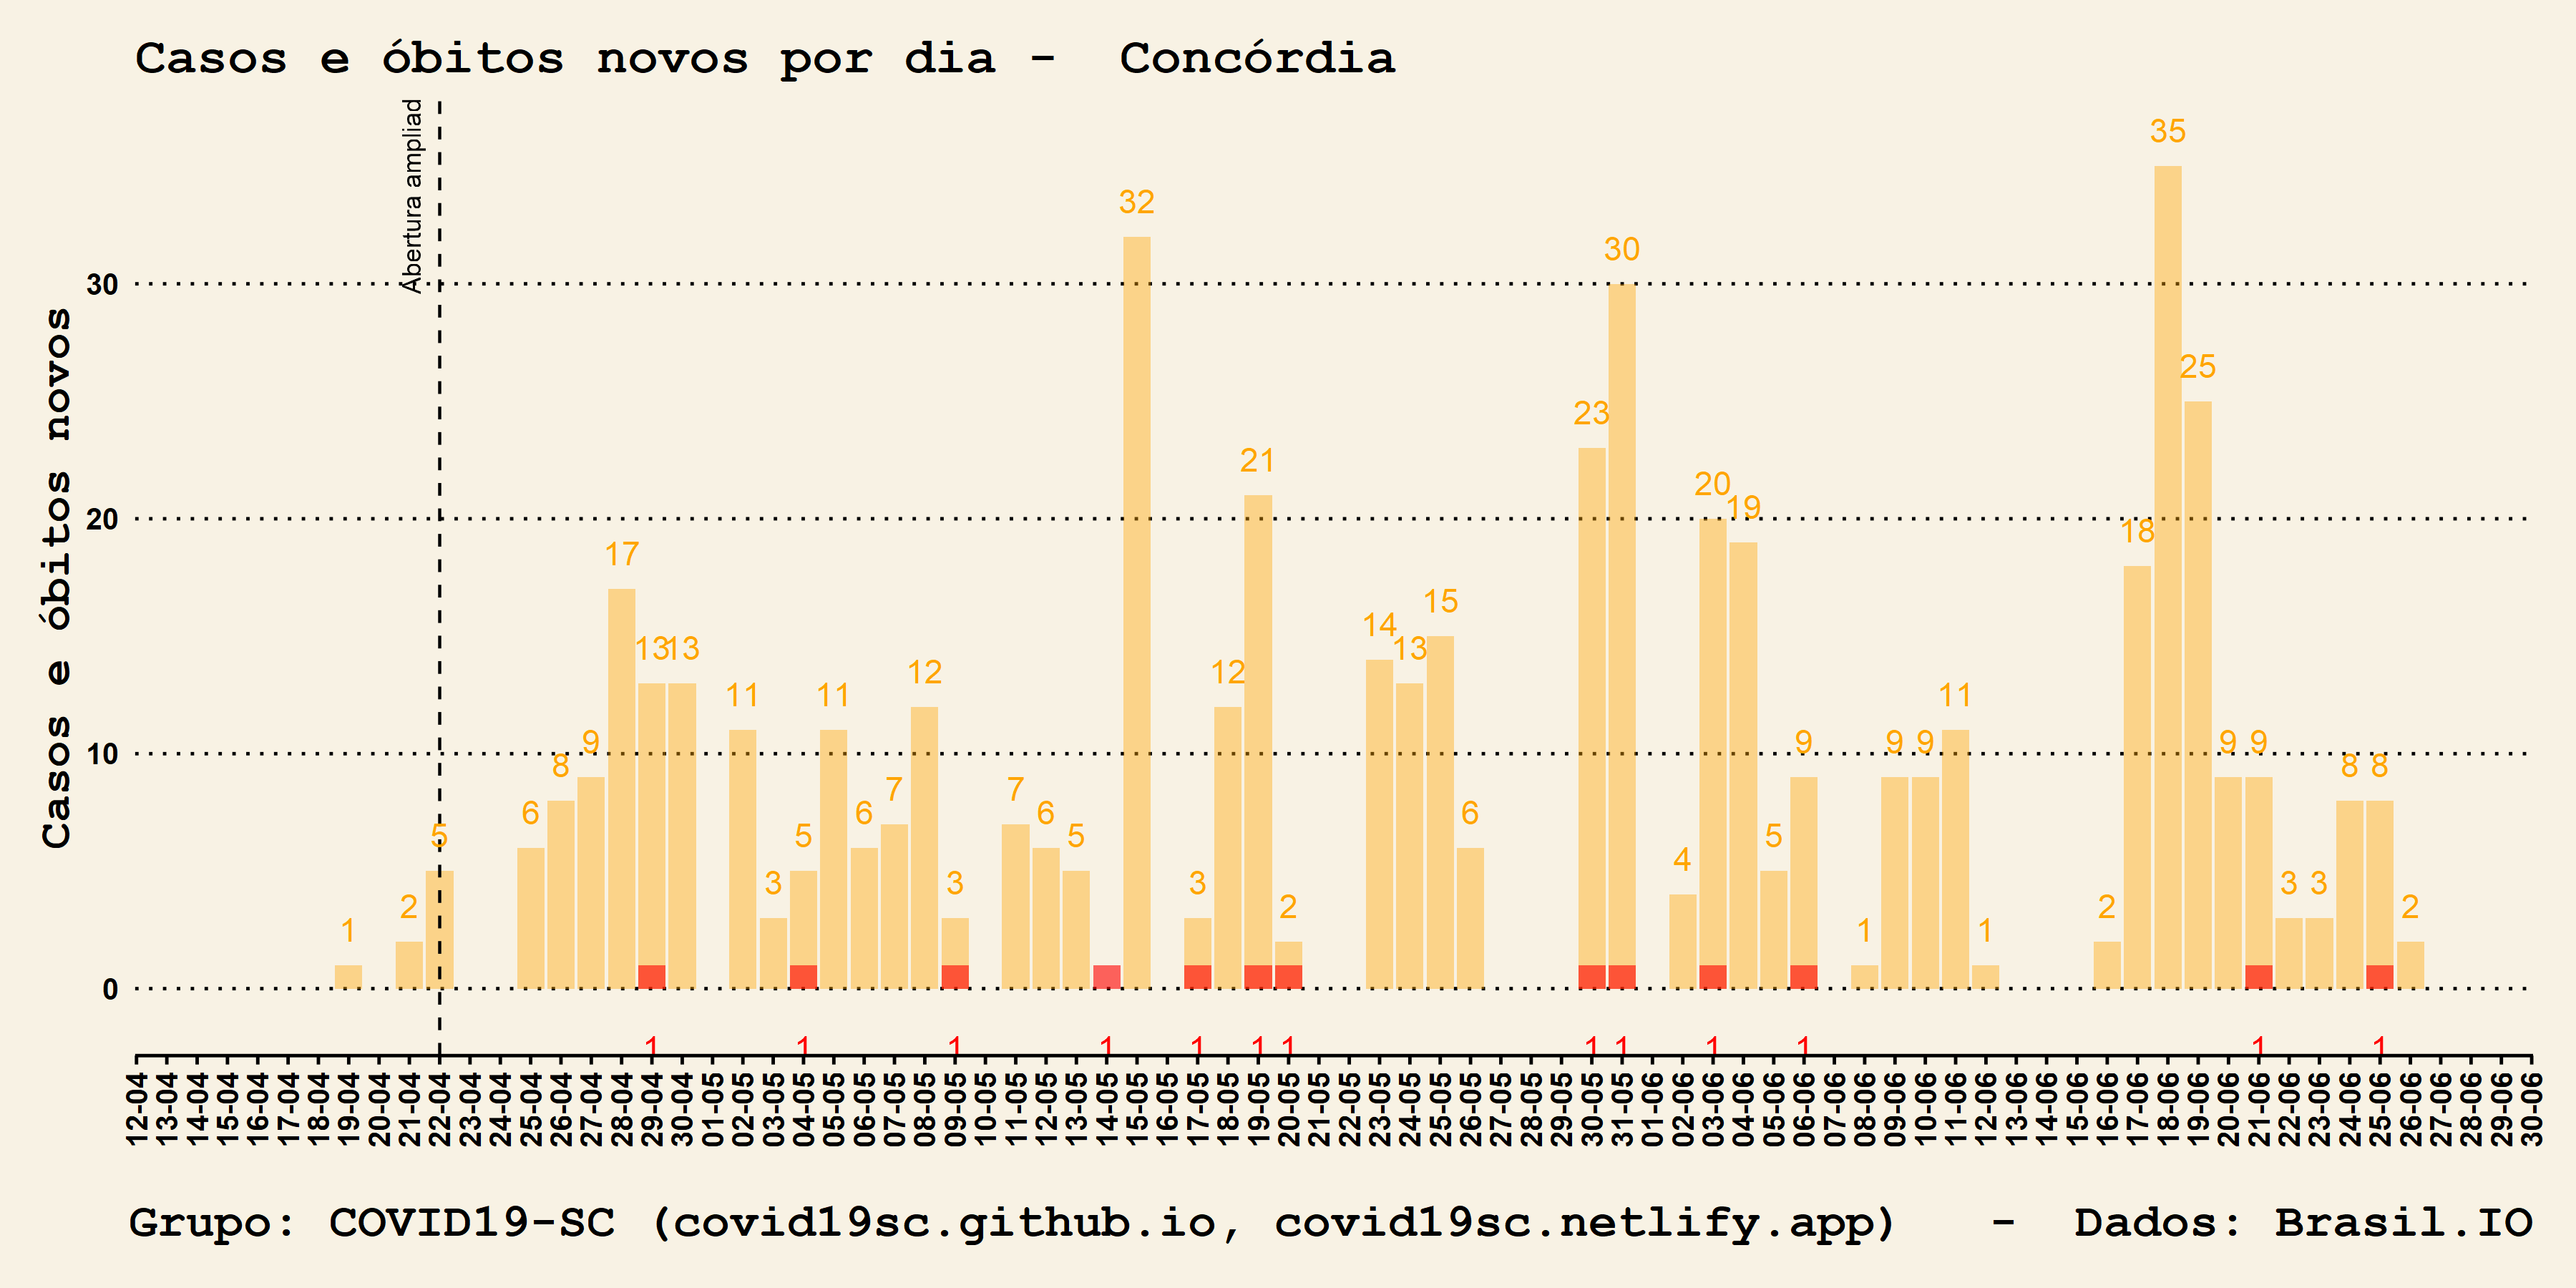 Casos e óbitos novos por dia -  Concórdia
Abertura ampliad
Casos e óbitos novos
30
20
10
0
1 2 5 6 8 9 17 13 13 11 3 5 11 6 7 12 3 7 6 5 32 3 12 21 2 14 13 15 6 23 30 4 20 19 5 9 1 9 9 11 1 2 18 35 25 9 9 3 3 8 8 2
1 1 1 1 1 1 1 1 1 1 1 1 1
12-04 13-04 14-04 15-04 16-04 17-04 18-04 19-04 20-04 21-04 22-04 23-04 24-04 25-04 26-04 27-04 28-04 29-04 30-04 01-05 02-05 03-05 04-05 05-05 06-05 07-05 08-05 09-05 10-05 11-05 12-05 13-05 14-05 15-05 16-05 17-05 18-05 19-05 20-05 21-05 22-05 23-05 24-05 25-05 26-05 27-05 28-05 29-05 30-05 31-05 01-06 02-06 03-06 04-06 05-06 06-06 07-06 08-06 09-06 10-06 11-06 12-06 13-06 14-06 15-06 16-06 17-06 18-06 19-06 20-06 21-06 22-06 23-06 24-06 25-06 26-06 27-06 28-06 29-06 30-06
Grupo: COVID19-SC (covid19sc.github.io, covid19sc.netlify.app)   -  Dados: Brasil.IO